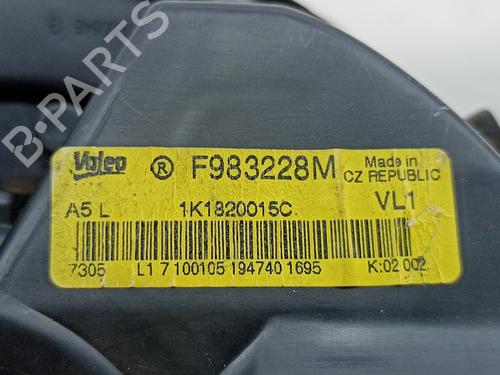 Valeo ® F983228M Made in
CZ REPUBLIC
A5 L 1K1820015C VL1
7305 L1 7 100105 194740 1695 K:02 002
B-PARTS